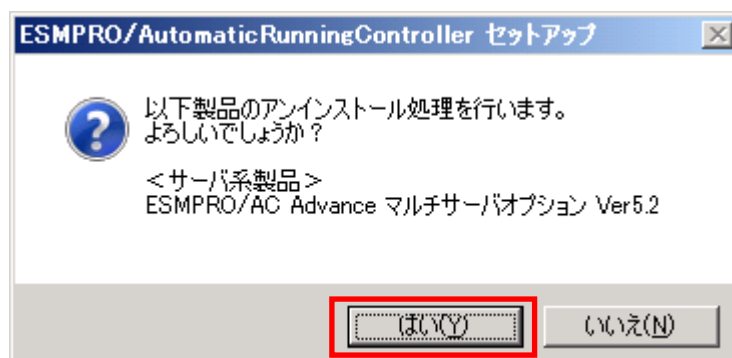 ESMPRO/AutomaticRunningController セットアップ
以下製品のアンインストール処理を行います。
よろしいでしょうか？
＜サーバ系製品＞
ESMPRO/AC Advance マルチサーバオプション Ver5.2
はい(Y)
いいえ(N)